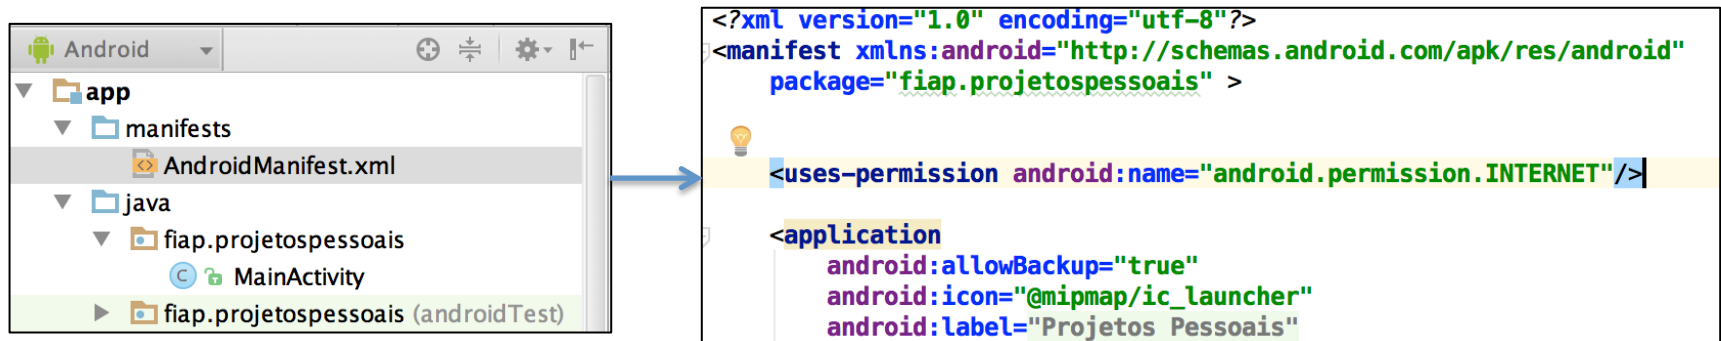 Android
app
manifests
AndroidManifest.xml
java
fiap.projetospessoais
MainActivity
fiap.projetospessoais (androidTest)
<?xml version="1.0" encoding="utf-8"?>
<manifest xmlns:android="http://schemas.android.com/apk/res/android"
package="fiap.projetospessoais" >
<uses-permission android:name="android.permission.INTERNET"/>
<application
android:allowBackup="true"
android:icon="@mipmap/ic_launcher"
android:label="Projetos Pessoais"